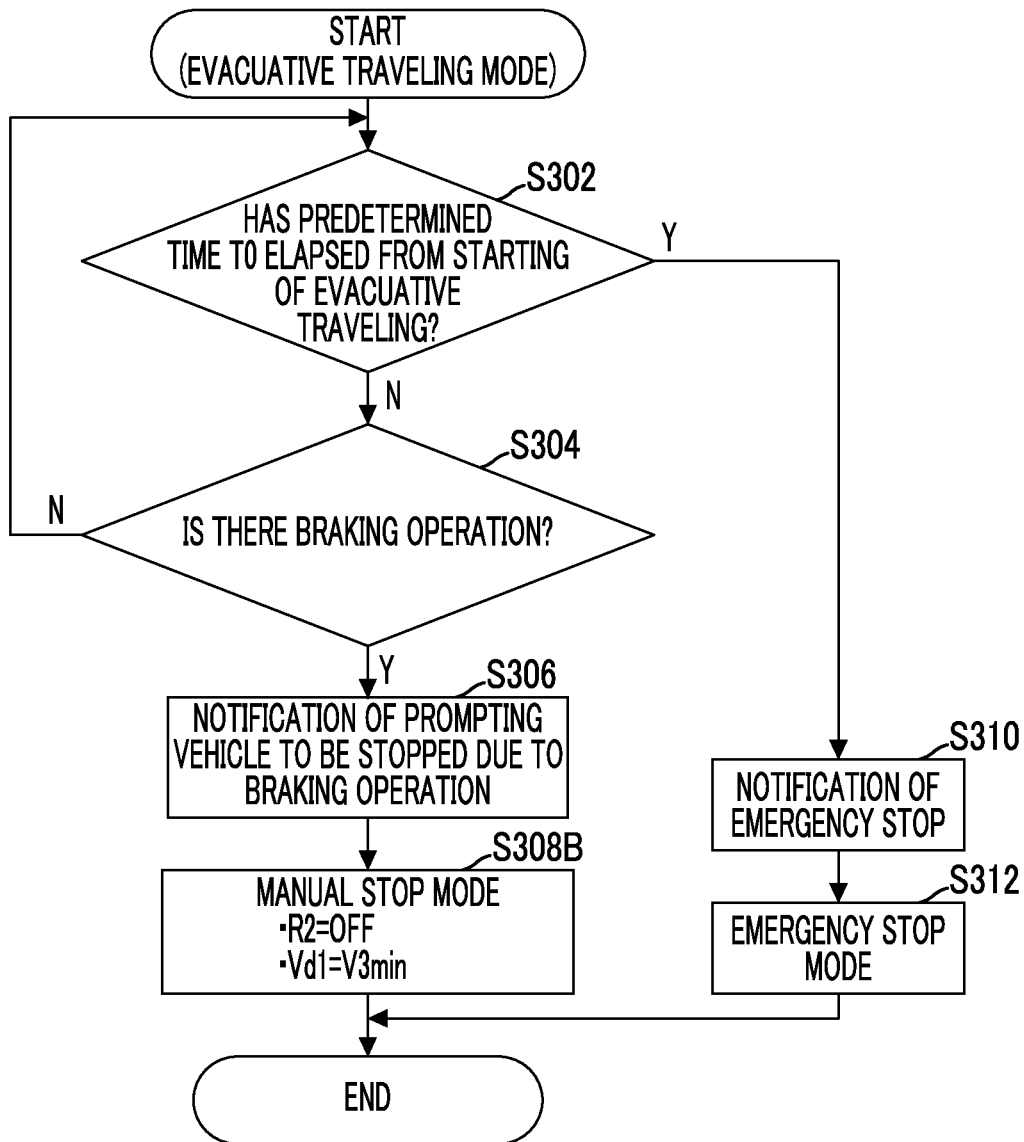 START
(EVACUATIVE TRAVELING MODE)
S302
HAS PREDETERMINED
TIME T0 ELAPSED FROM STARTING
OF EVACUATIVE
TRAVELING?
Y
N
S304
IS THERE BRAKING OPERATION?
N
Y
S306
NOTIFICATION OF PROMPTING
VEHICLE TO BE STOPPED DUE TO
BRAKING OPERATION
S308B
MANUAL STOP MODE
・R2=OFF
・Vd1=V3min
S310
NOTIFICATION OF
EMERGENCY STOP
S312
EMERGENCY STOP
MODE
END